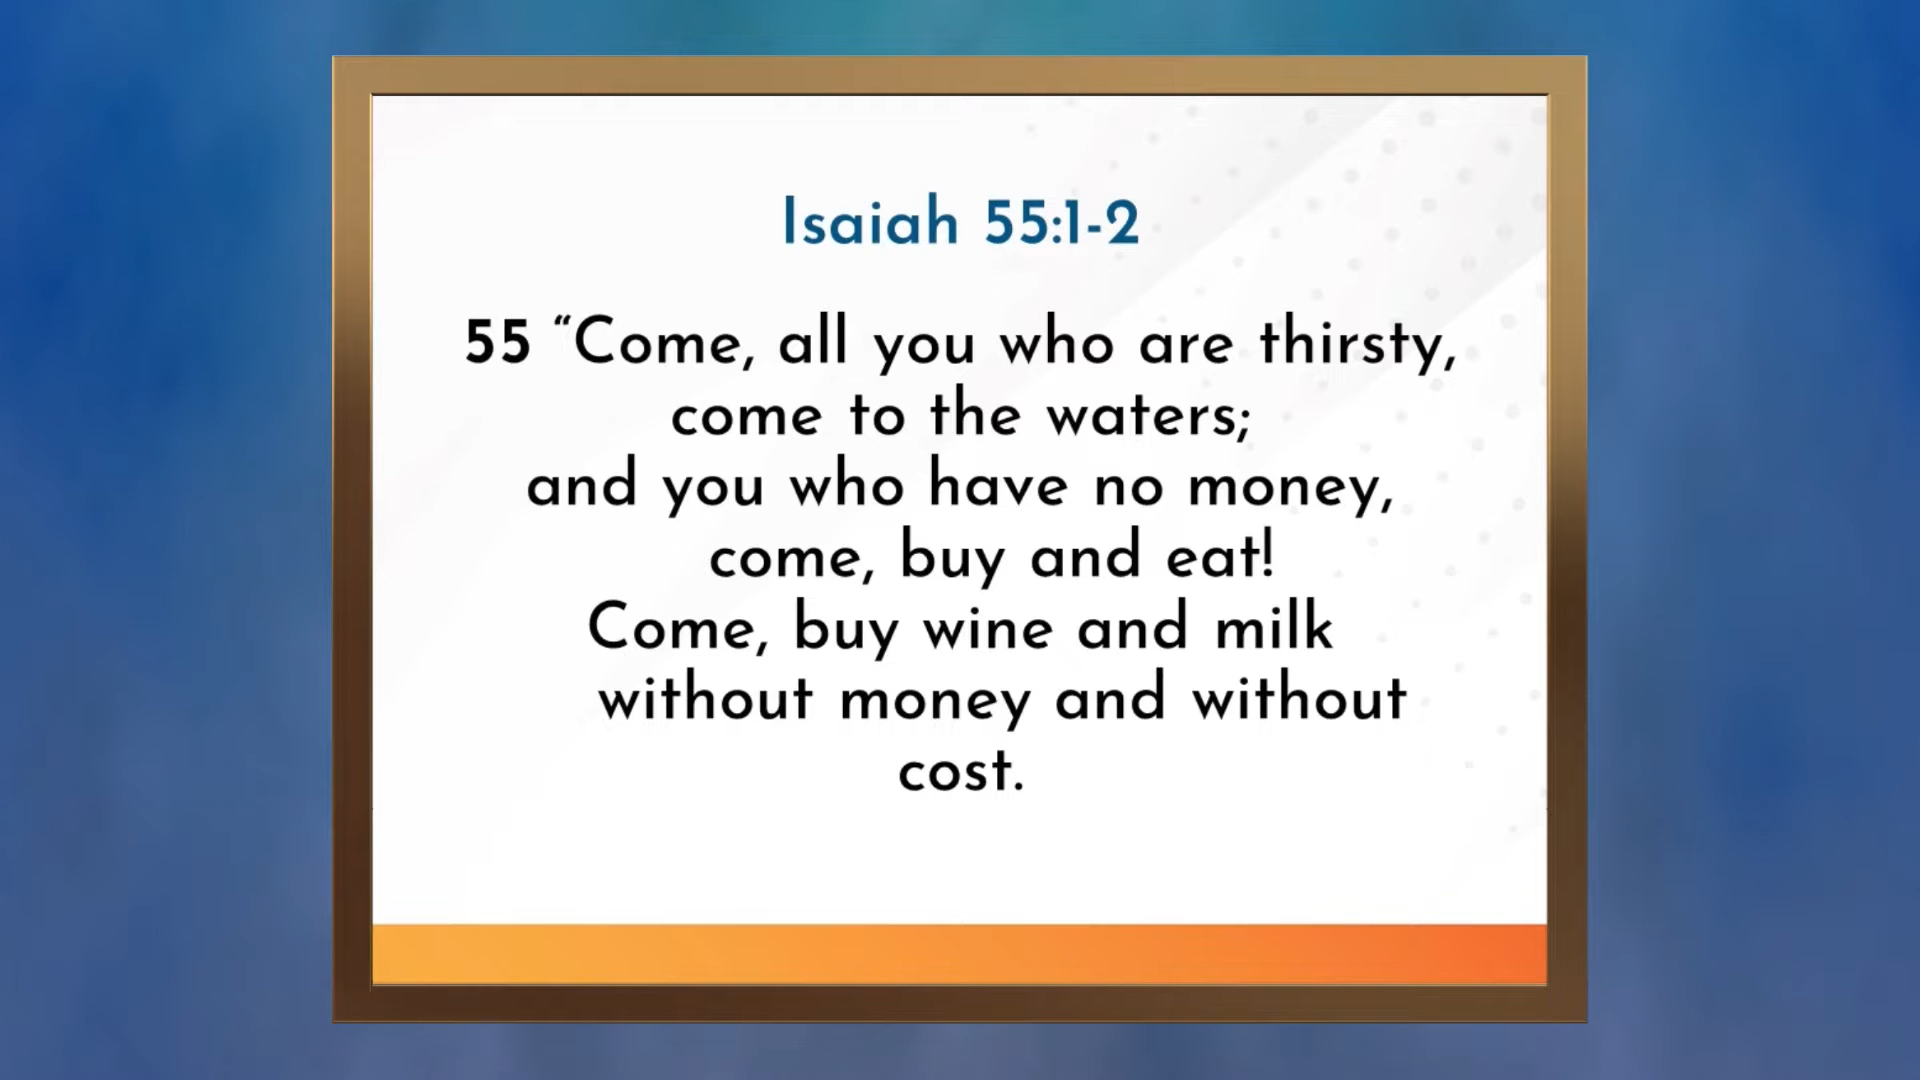 Isaiah 55:1-2
55 “Come, all you who are thirsty,
come to the waters;
and you who have no money,
come, buy and eat!
Come, buy wine and milk
without money and without
cost.